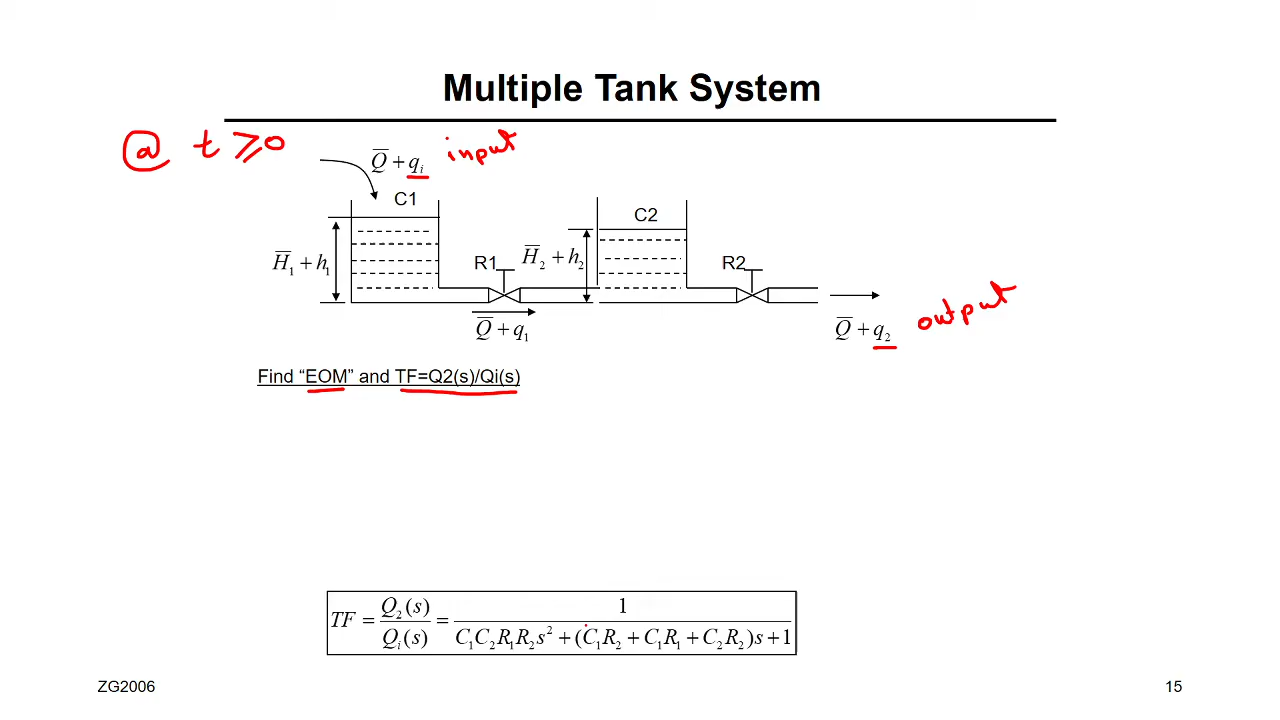 Multiple Tank System
@ t ≥ 0
Q̅ + qᵢ input
C1
C2
H̅₁ + h₁
R1
H̅₂ + h₂
R2
Q̅ + q₁
Q̅ + q₂ output
Find “EOM” and TF=Q2(s)/Qi(s)
TF = Q₂(s)/Qᵢ(s) = 1/(C₁C₂R₁R₂s² + (C₁R₂ + C₁R₁ + C₂R₂)s + 1)
ZG2006
15